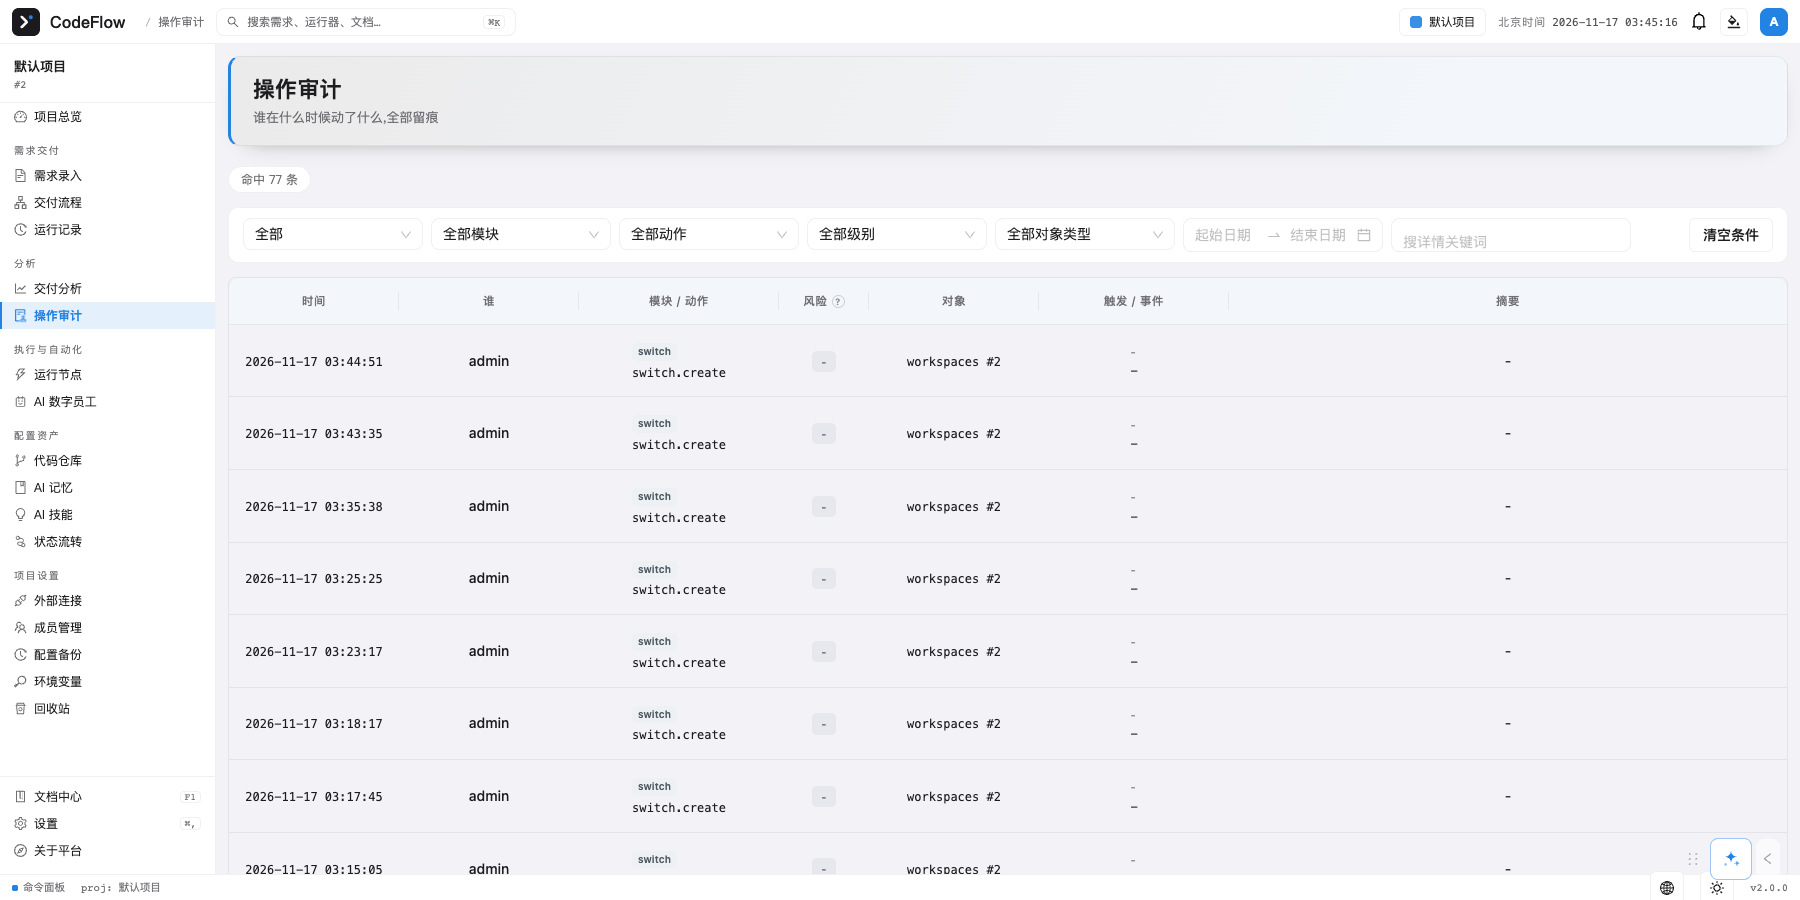 CodeFlow / 操作审计 搜索需求、运行器、文档... ⌘K 默认项目 北京时间 2026-11-17 03:45:16 A
默认项目
#2
项目总览
需求交付
需求录入
交付流程
运行记录
分析
交付分析
操作审计
执行与自动化
运行节点
AI 数字员工
配置资产
代码仓库
AI 记忆
AI 技能
状态流转
项目设置
外部连接
成员管理
配置备份
环境变量
回收站
文档中心 F1
设置 ⌘,
关于平台
操作审计
谁在什么时候动了什么,全部留痕
命中 77 条
全部 全部模块 全部动作 全部级别 全部对象类型 起始日期 → 结束日期 搜详情关键词 清空条件
时间 谁 模块 / 动作 风险 ? 对象 触发 / 事件 摘要
2026-11-17 03:44:51 admin switch switch.create - workspaces #2 - – -
2026-11-17 03:43:35 admin switch switch.create - workspaces #2 - – -
2026-11-17 03:35:38 admin switch switch.create - workspaces #2 - – -
2026-11-17 03:25:25 admin switch switch.create - workspaces #2 - – -
2026-11-17 03:23:17 admin switch switch.create - workspaces #2 - – -
2026-11-17 03:18:17 admin switch switch.create - workspaces #2 - – -
2026-11-17 03:17:45 admin switch switch.create - workspaces #2 - – -
2026-11-17 03:15:05 admin switch - workspaces #2 - -
命令面板 proj: 默认项目 v2.0.0